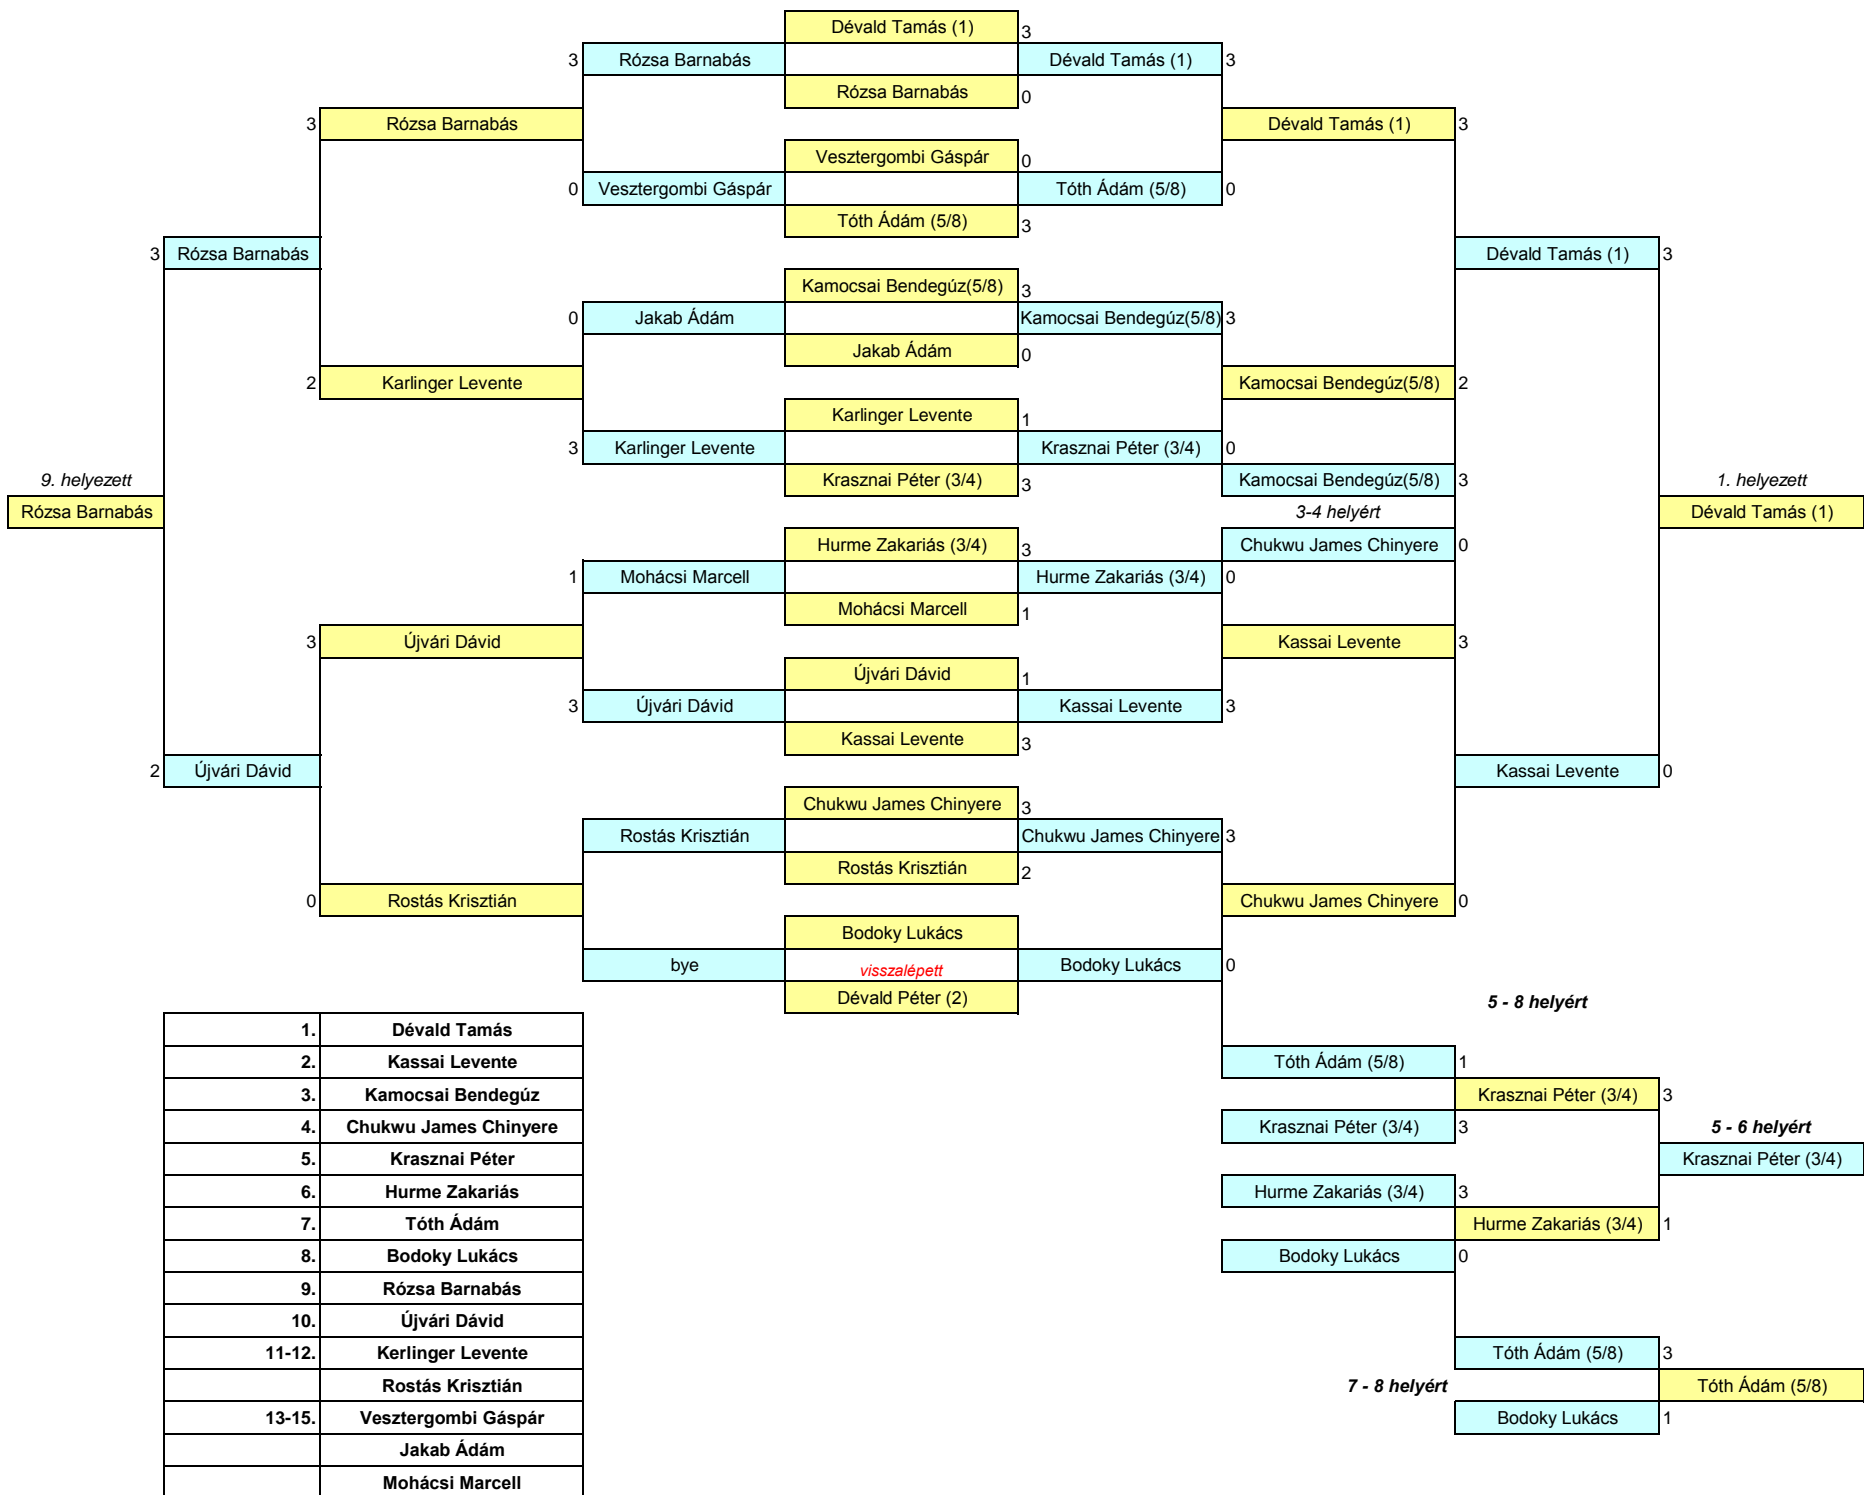 Dévald Tamás (1) 3
3 Rózsa Barnabás Dévald Tamás (1) 3
Rózsa Barnabás 0
3 Rózsa Barnabás Dévald Tamás (1) 3
Vesztergombi Gáspár 0
0 Vesztergombi Gáspár Tóth Ádám (5/8) 0
Tóth Ádám (5/8) 3
3 Rózsa Barnabás Dévald Tamás (1) 3
Kamocsai Bendegúz(5/8) 3
0 Jakab Ádám Kamocsai Bendegúz(5/8) 3
Jakab Ádám 0
2 Karlinger Levente Kamocsai Bendegúz(5/8) 2
Karlinger Levente 1
3 Karlinger Levente Krasznai Péter (3/4) 0
9. helyezett Krasznai Péter (3/4) 3 Kamocsai Bendegúz(5/8) 3 1. helyezett
Rózsa Barnabás 3-4 helyért Dévald Tamás (1)
Hurme Zakariás (3/4) 3 Chukwu James Chinyere 0
1 Mohácsi Marcell Hurme Zakariás (3/4) 0
Mohácsi Marcell 1
3 Újvári Dávid Kassai Levente 3
Újvári Dávid 1
3 Újvári Dávid Kassai Levente 3
Kassai Levente 3
2 Újvári Dávid Kassai Levente 0
Chukwu James Chinyere 3
Rostás Krisztián Chukwu James Chinyere 3
Rostás Krisztián 2
0 Rostás Krisztián Chukwu James Chinyere 0
Bodoky Lukács
bye visszalépett Bodoky Lukács 0
Dévald Péter (2) 5 - 8 helyért
1. Dévald Tamás
2. Kassai Levente Tóth Ádám (5/8) 1
3. Kamocsai Bendegúz Krasznai Péter (3/4) 3
4. Chukwu James Chinyere Krasznai Péter (3/4) 3 5 - 6 helyért
5. Krasznai Péter Krasznai Péter (3/4)
6. Hurme Zakariás Hurme Zakariás (3/4) 3
7. Tóth Ádám Hurme Zakariás (3/4) 1
8. Bodoky Lukács Bodoky Lukács 0
9. Rózsa Barnabás
10. Újvári Dávid
11-12. Kerlinger Levente Tóth Ádám (5/8) 3
Rostás Krisztián 7 - 8 helyért Tóth Ádám (5/8)
13-15. Vesztergombi Gáspár Bodoky Lukács 1
Jakab Ádám
Mohácsi Marcell